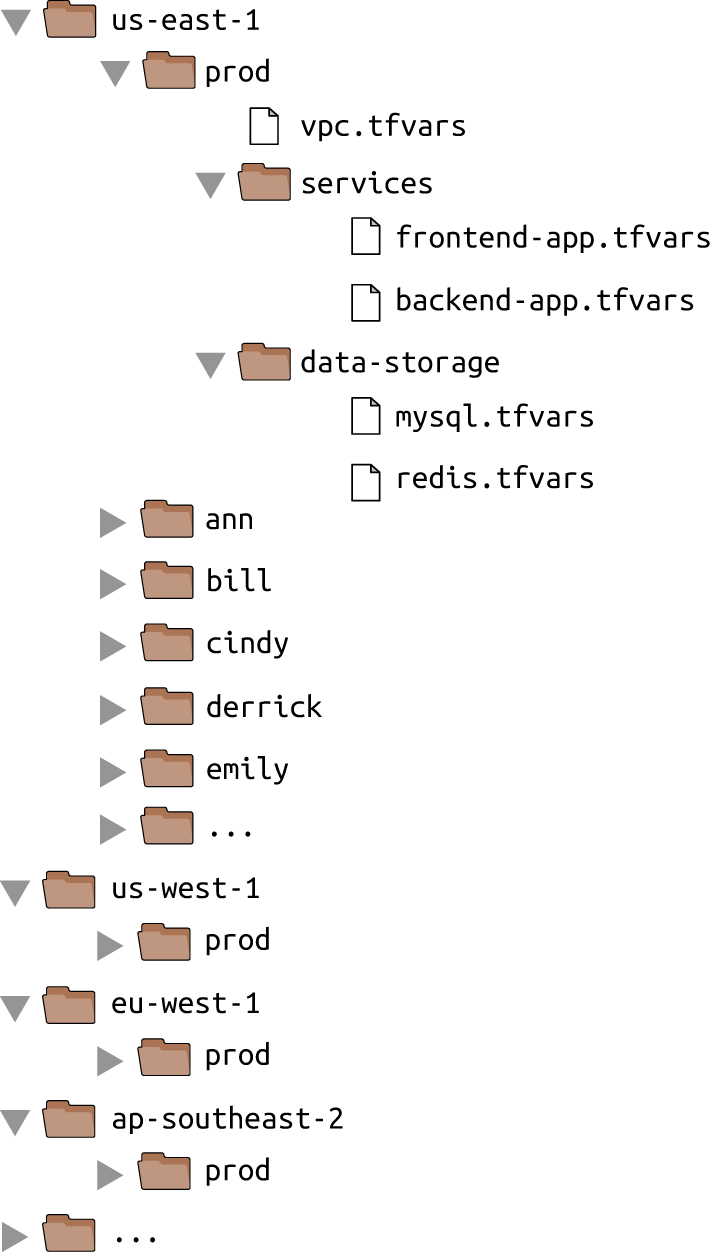 us-east-1
prod
vpc.tfvars
services
frontend-app.tfvars
backend-app.tfvars
data-storage
mysql.tfvars
redis.tfvars
ann
bill
cindy
derrick
emily
...
us-west-1
prod
eu-west-1
prod
ap-southeast-2
prod
...